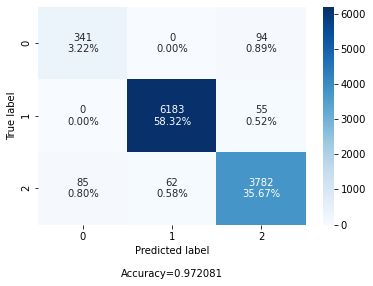 341 0 94
3.22% 0.00% 0.89%
0 6183 55
0.00% 58.32% 0.52%
85 62 3782
0.80% 0.58% 35.67%
0
1
2
True label
0 1 2
Predicted label
Accuracy=0.972081
6000
5000
4000
3000
2000
1000
0